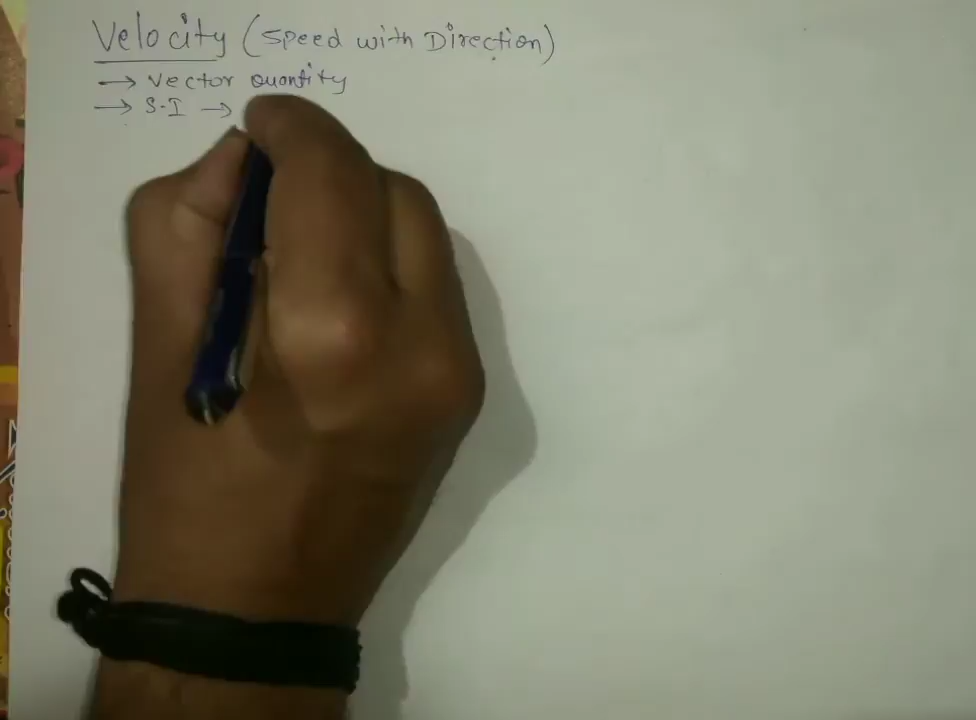 Velocity (Speed with Direction)
→ Vector quantity
→ S.I →